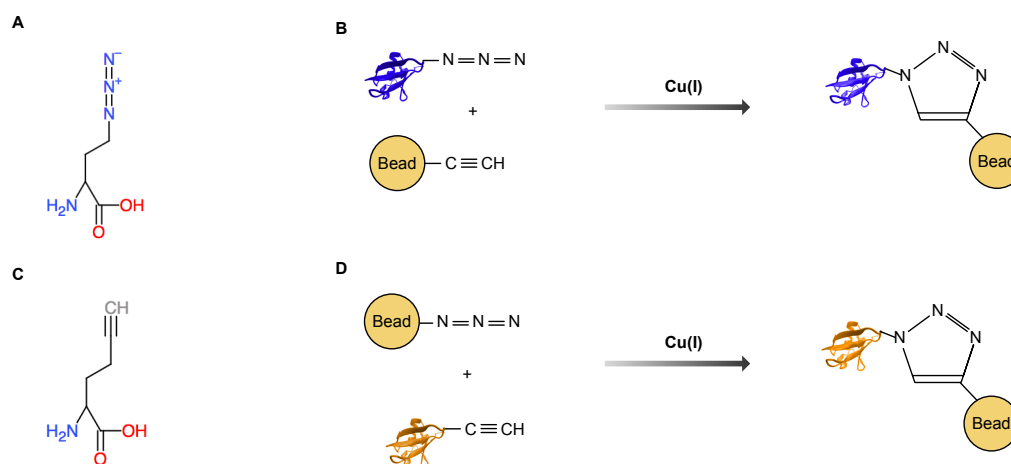 A
N⁻
N⁺
N
H₂N
OH
O
B
N=N=N
+
Bead
C≡CH
Cu(I)
N
N
N
Bead
C
CH
H₂N
OH
O
D
Bead
N=N=N
+
C≡CH
Cu(I)
N
N
N
Bead